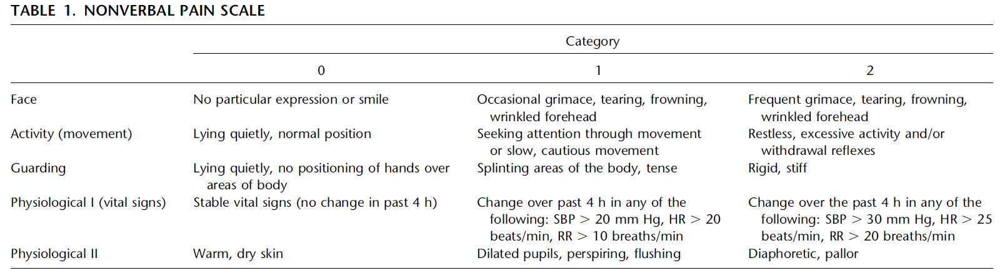 TABLE 1. NONVERBAL PAIN SCALE
Category
0 1 2
Face No particular expression or smile Occasional grimace, tearing, frowning, Frequent grimace, tearing, frowning,
wrinkled forehead wrinkled forehead
Activity (movement) Lying quietly, normal position Seeking attention through movement Restless, excessive activity and/or
or slow, cautious movement withdrawal reflexes
Guarding Lying quietly, no positioning of hands over Splinting areas of the body, tense Rigid, stiff
areas of body
Physiological I (vital signs) Stable vital signs (no change in past 4 h) Change over past 4 h in any of the Change over the past 4 h in any of the
following: SBP > 20 mm Hg, HR > 20 following: SBP > 30 mm Hg, HR > 25
beats/min, RR > 10 breaths/min beats/min, RR > 20 breaths/min
Physiological II Warm, dry skin Dilated pupils, perspiring, flushing Diaphoretic, pallor